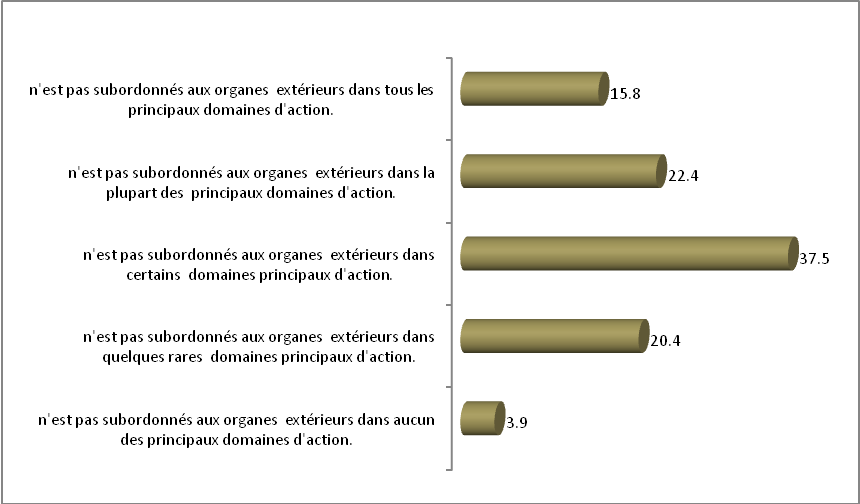 n'est pas subordonnés aux organes extérieurs dans tous les
principaux domaines d'action.
15.8
n'est pas subordonnés aux organes extérieurs dans la
plupart des principaux domaines d'action.
22.4
n'est pas subordonnés aux organes extérieurs dans
certains domaines principaux d'action.
37.5
n'est pas subordonnés aux organes extérieurs dans
quelques rares domaines principaux d'action.
20.4
n'est pas subordonnés aux organes extérieurs dans aucun
des principaux domaines d'action.
3.9